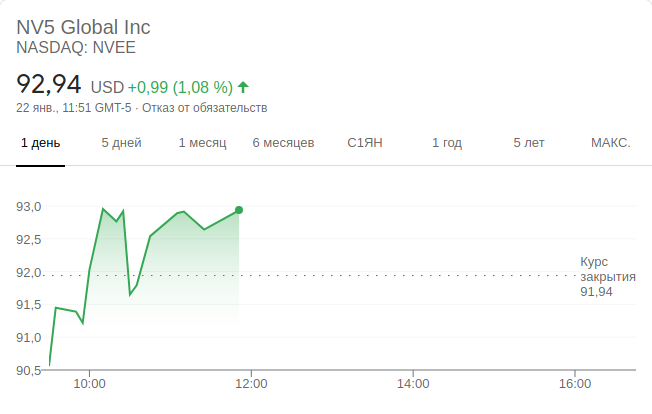 NV5 Global Inc
NASDAQ: NVEE
92,94 USD +0,99 (1,08 %)
22 янв., 11:51 GMT-5 · Отказ от обязательств
1 день 5 дней 1 месяц 6 месяцев С1ЯН 1 год 5 лет МАКС.
93,0
92,5
92,0
91,5
91,0
90,5
Курс
закрытия
91,94
10:00 12:00 14:00 16:00